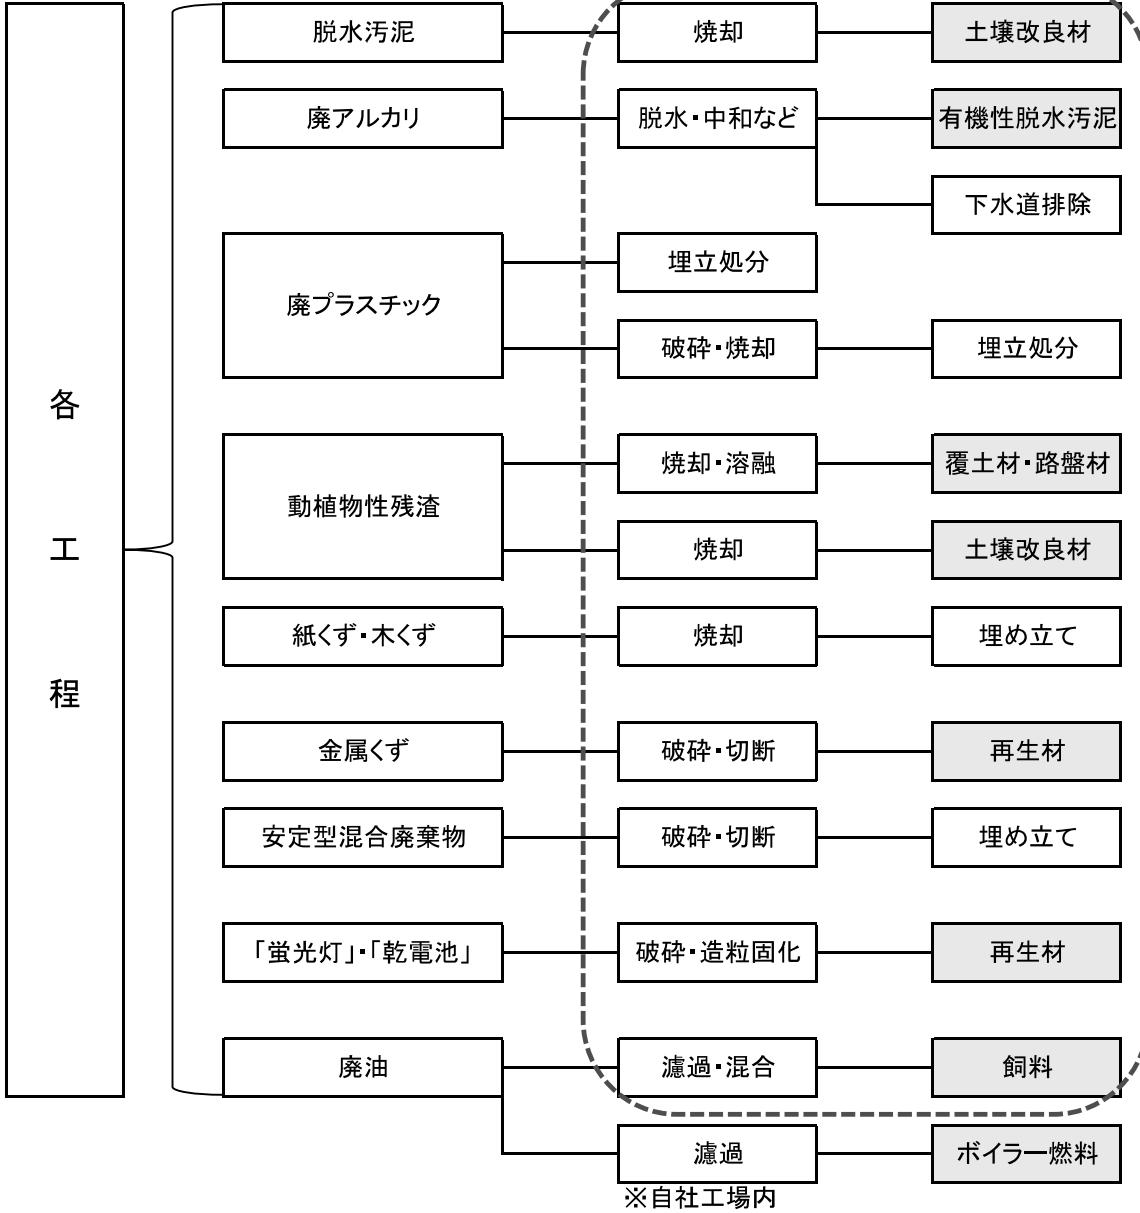 各工程
脱水汚泥
焼却
土壌改良材
廃アルカリ
脱水・中和など
有機性脱水汚泥
下水道排除
廃プラスチック
埋立処分
破砕・焼却
埋立処分
動植物性残渣
焼却・溶融
覆土材・路盤材
焼却
土壌改良材
紙くず・木くず
焼却
埋め立て
金属くず
破砕・切断
再生材
安定型混合廃棄物
破砕・切断
埋め立て
「蛍光灯」・「乾電池」
破砕・造粒固化
再生材
廃油
濾過・混合
飼料
濾過
ボイラー燃料
※自社工場内